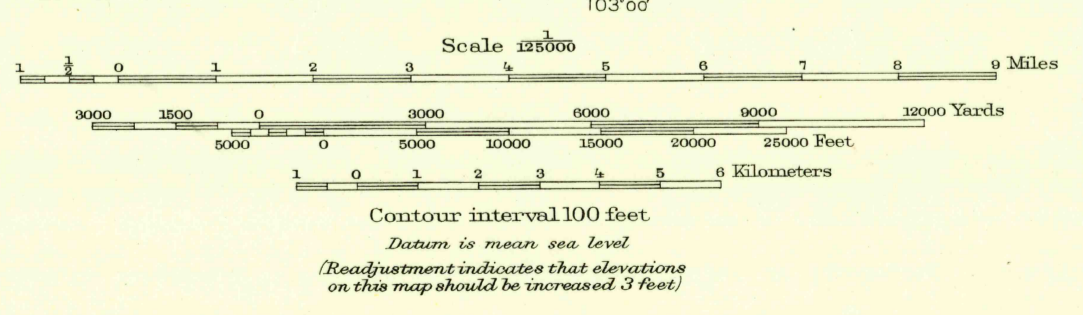 103°00'
Scale 1/125000
1 1/2 0 1 2 3 4 5 6 7 8 9 Miles
3000 1500 0 3000 6000 9000 12000 Yards
5000 0 5000 10000 15000 20000 25000 Feet
1 0 1 2 3 4 5 6 Kilometers
Contour interval 100 feet
Datum is mean sea level
(Readjustment indicates that elevations
on this map should be increased 3 feet)